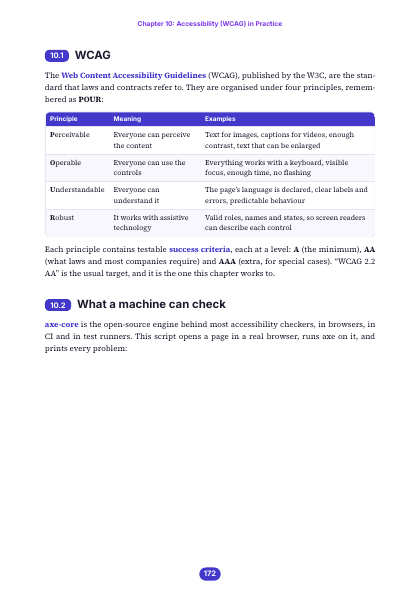 Chapter 10: Accessibility (WCAG) in Practice
10.1 WCAG
The Web Content Accessibility Guidelines (WCAG), published by the W3C, are the stan-
dard that laws and contracts refer to. They are organised under four principles, remem-
bered as POUR:
Principle Meaning Examples
Perceivable Everyone can perceive Text for images, captions for videos, enough
the content contrast, text that can be enlarged
Operable Everyone can use the Everything works with a keyboard, visible
controls focus, enough time, no flashing
Understandable Everyone can The page's language is declared, clear labels and
understand it errors, predictable behaviour
Robust It works with assistive Valid roles, names and states, so screen readers
technology can describe each control
Each principle contains testable success criteria, each at a level: A (the minimum), AA
(what laws and most companies require) and AAA (extra, for special cases). “WCAG 2.2
AA” is the usual target, and it is the one this chapter works to.
10.2 What a machine can check
axe-core is the open-source engine behind most accessibility checkers, in browsers, in
CI and in test runners. This script opens a page in a real browser, runs axe on it, and
prints every problem:
172